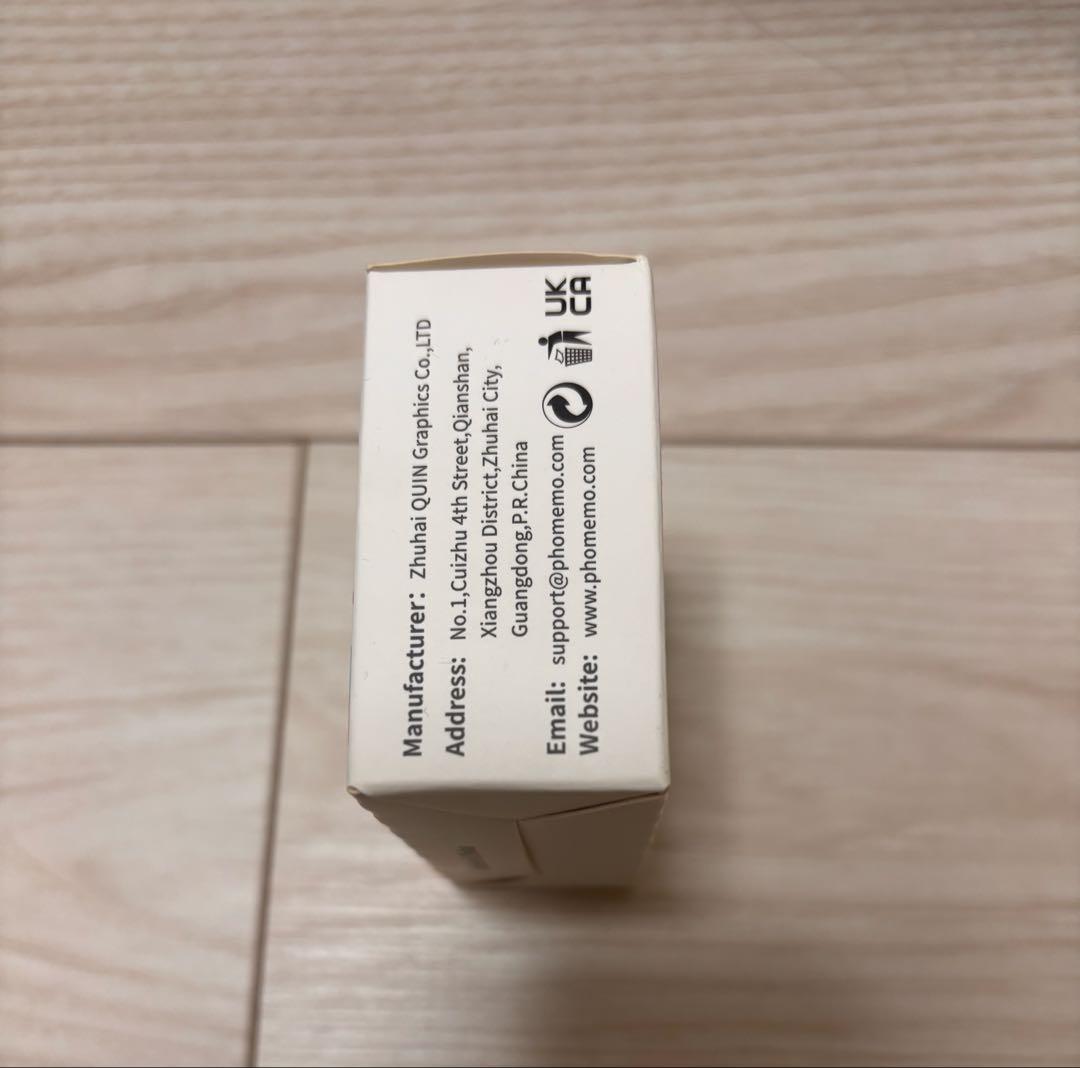 Manufacturer: Zhuhai QUIN Graphics Co.,LTD
Address: No.1,Cuizhu 4th Street,Qianshan,
Xiangzhou District,Zhuhai City,
Guangdong,P.R.China
Email: support@phomemo.com
Website: www.phomemo.com
UK
CA